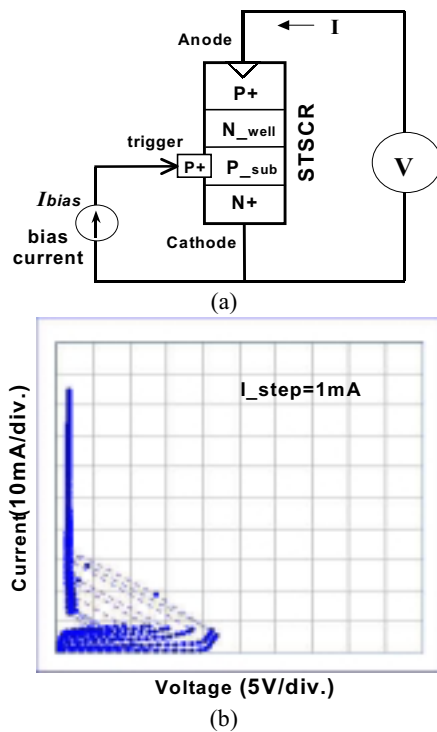 Anode
I
P+
N_well
trigger
P+
P_sub
STSCR
V
N+
Ibias
bias
current
Cathode
(a)
I_step=1mA
Current(10mA/div.)
Voltage (5V/div.)
(b)